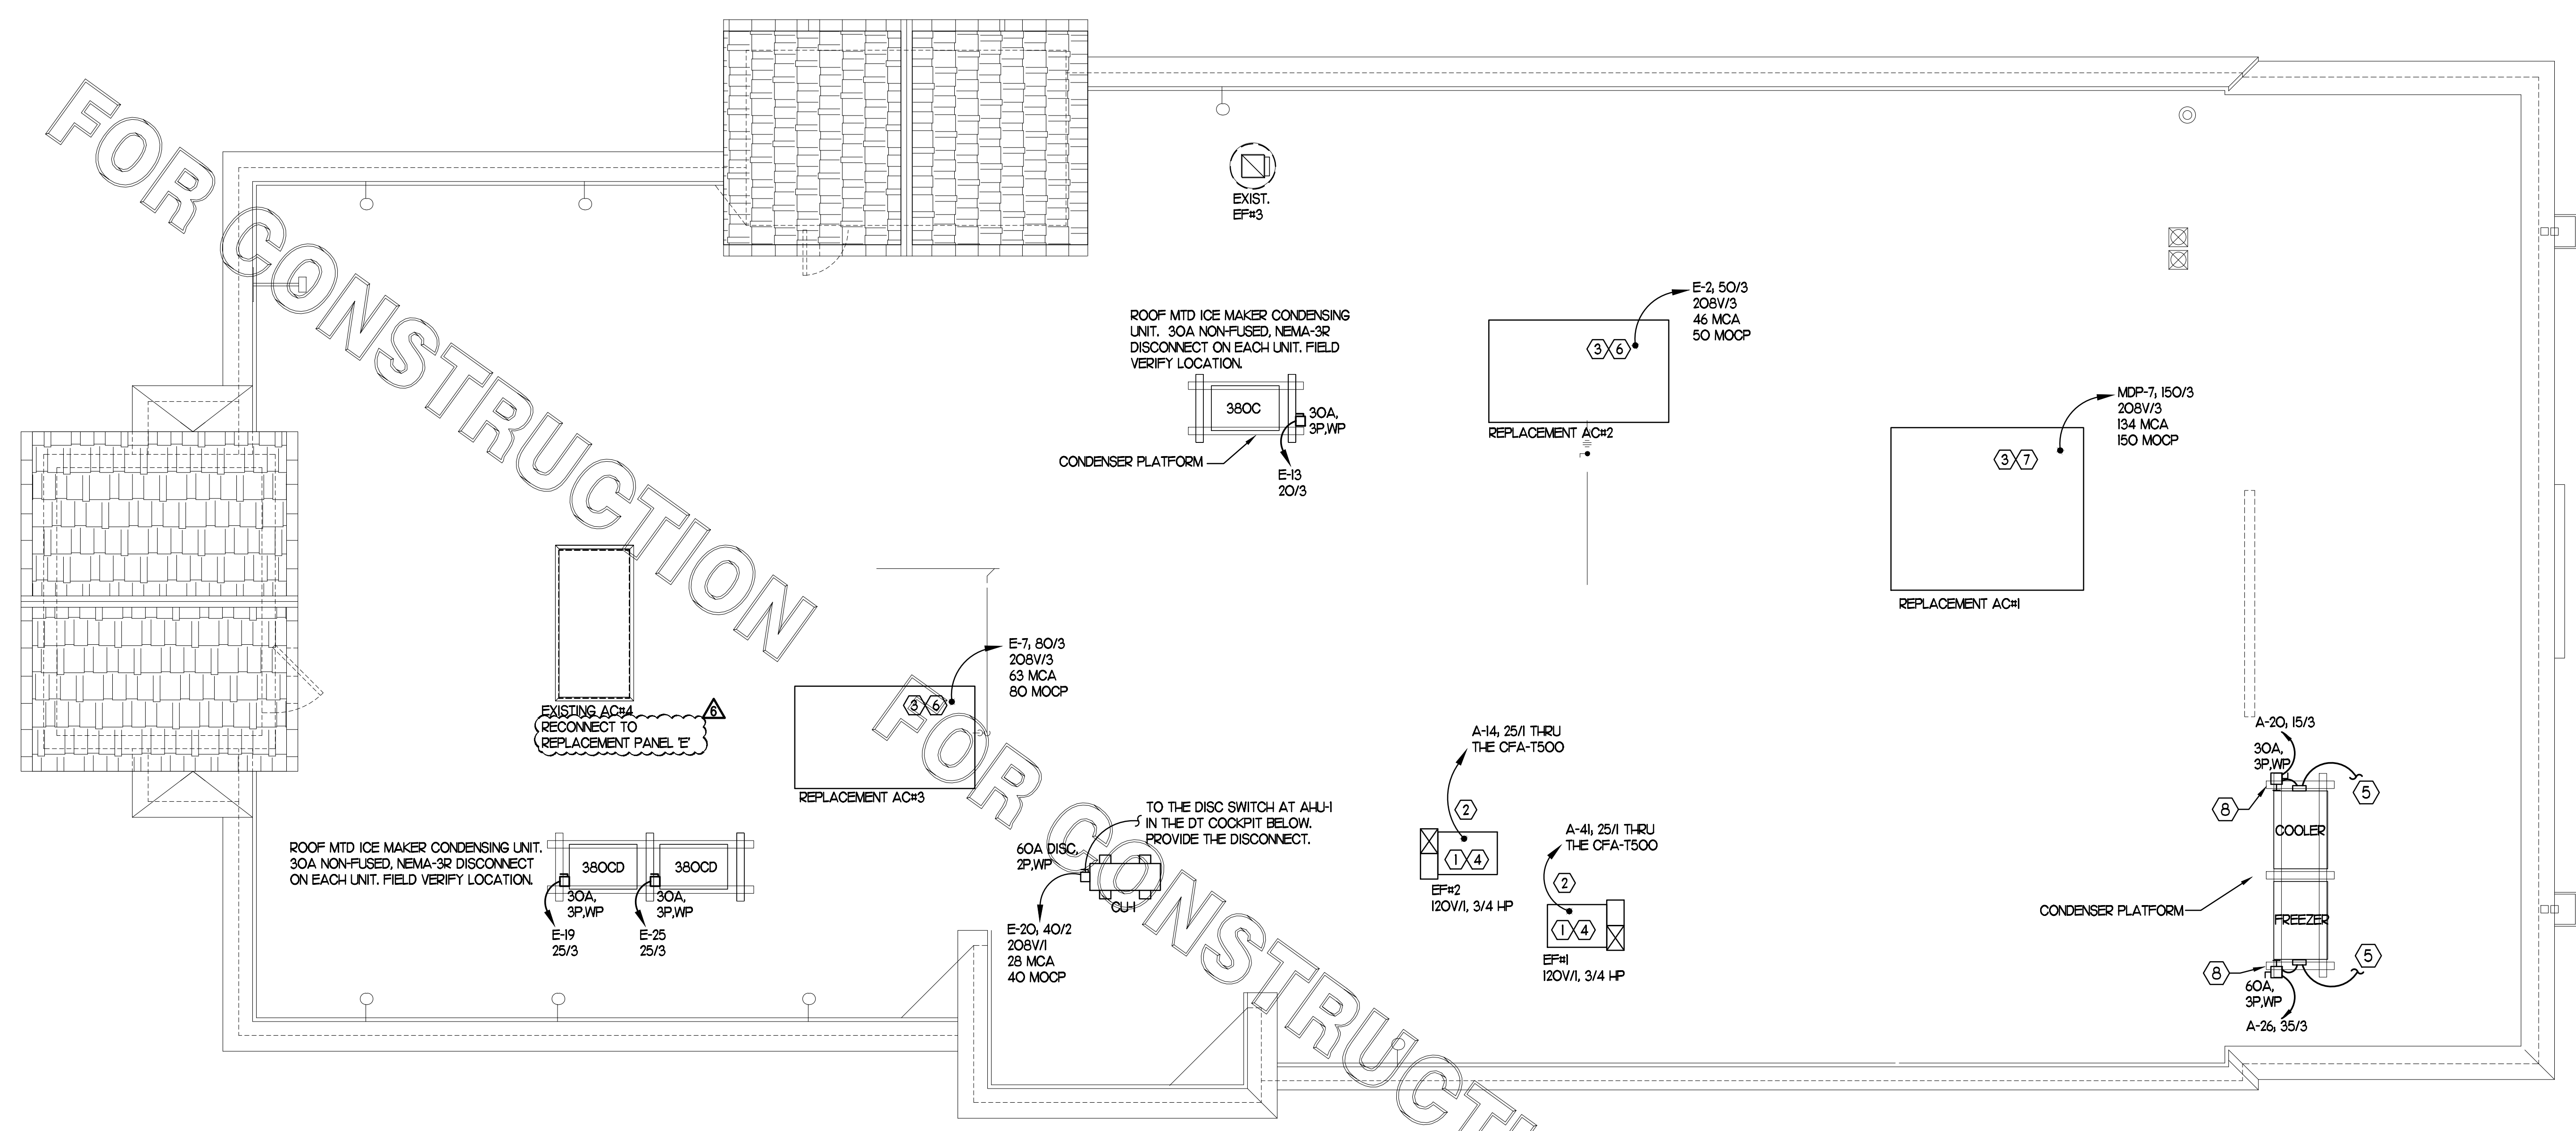 FOR CONSTRUCTION
EXIST.
EF#3
ROOF MTD ICE MAKER CONDENSING
UNIT. 30A NON-FUSED, NEMA-3R
DISCONNECT ON EACH UNIT. FIELD
VERIFY LOCATION.
380C
30A,
3P,WP
CONDENSER PLATFORM
E-13
20/3
E-2, 50/3
208V/3
46 MCA
50 MOCP
3 6
REPLACEMENT AC#2
MDP-7, 150/3
208V/3
134 MCA
150 MOCP
3 7
REPLACEMENT AC#1
EXISTING AC#4
RECONNECT TO
REPLACEMENT PANEL 'E'
6
E-7, 80/3
208V/3
63 MCA
80 MOCP
3 6
REPLACEMENT AC#3
FOR CONSTRUCTI
ROOF MTD ICE MAKER CONDENSING UNIT.
30A NON-FUSED, NEMA-3R DISCONNECT
ON EACH UNIT. FIELD VERIFY LOCATION.
380CD
380CD
30A,
3P,WP
30A,
3P,WP
E-19
25/3
E-25
25/3
TO THE DISC SWITCH AT AHU-1
IN THE DT COCKPIT BELOW.
PROVIDE THE DISCONNECT.
60A DISC,
2P,WP
CU-1
E-20, 40/2
208V/1
28 MCA
40 MOCP
A-14, 25/1 THRU
THE CFA-T500
2
1 4
EF#2
120V/1, 3/4 HP
A-41, 25/1 THRU
THE CFA-T500
2
1 4
EF#1
120V/1, 3/4 HP
A-20, 15/3
30A,
3P,WP
5
8
COOLER
CONDENSER PLATFORM
FREEZER
5
8
60A,
3P,WP
A-26, 35/3